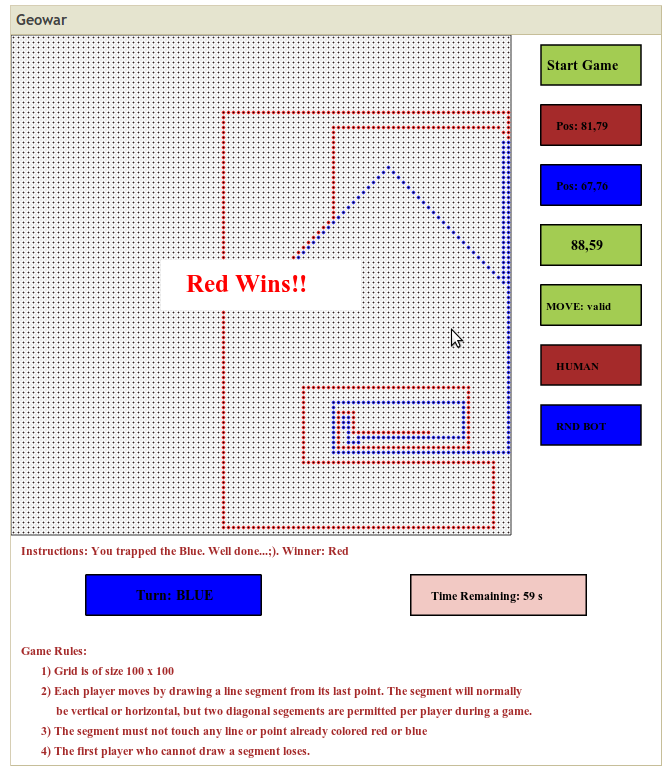 Geowar
Start Game
Pos: 81,79
Pos: 67,76
88,59
Red Wins!!
MOVE: valid
HUMAN
RND BOT
Instructions: You trapped the Blue. Well done...;). Winner: Red
Turn: BLUE
Time Remaining: 59 s
Game Rules:
1) Grid is of size 100 x 100
2) Each player moves by drawing a line segment from its last point. The segment will normally
be vertical or horizontal, but two diagonal segements are permitted per player during a game.
3) The segment must not touch any line or point already colored red or blue
4) The first player who cannot draw a segment loses.